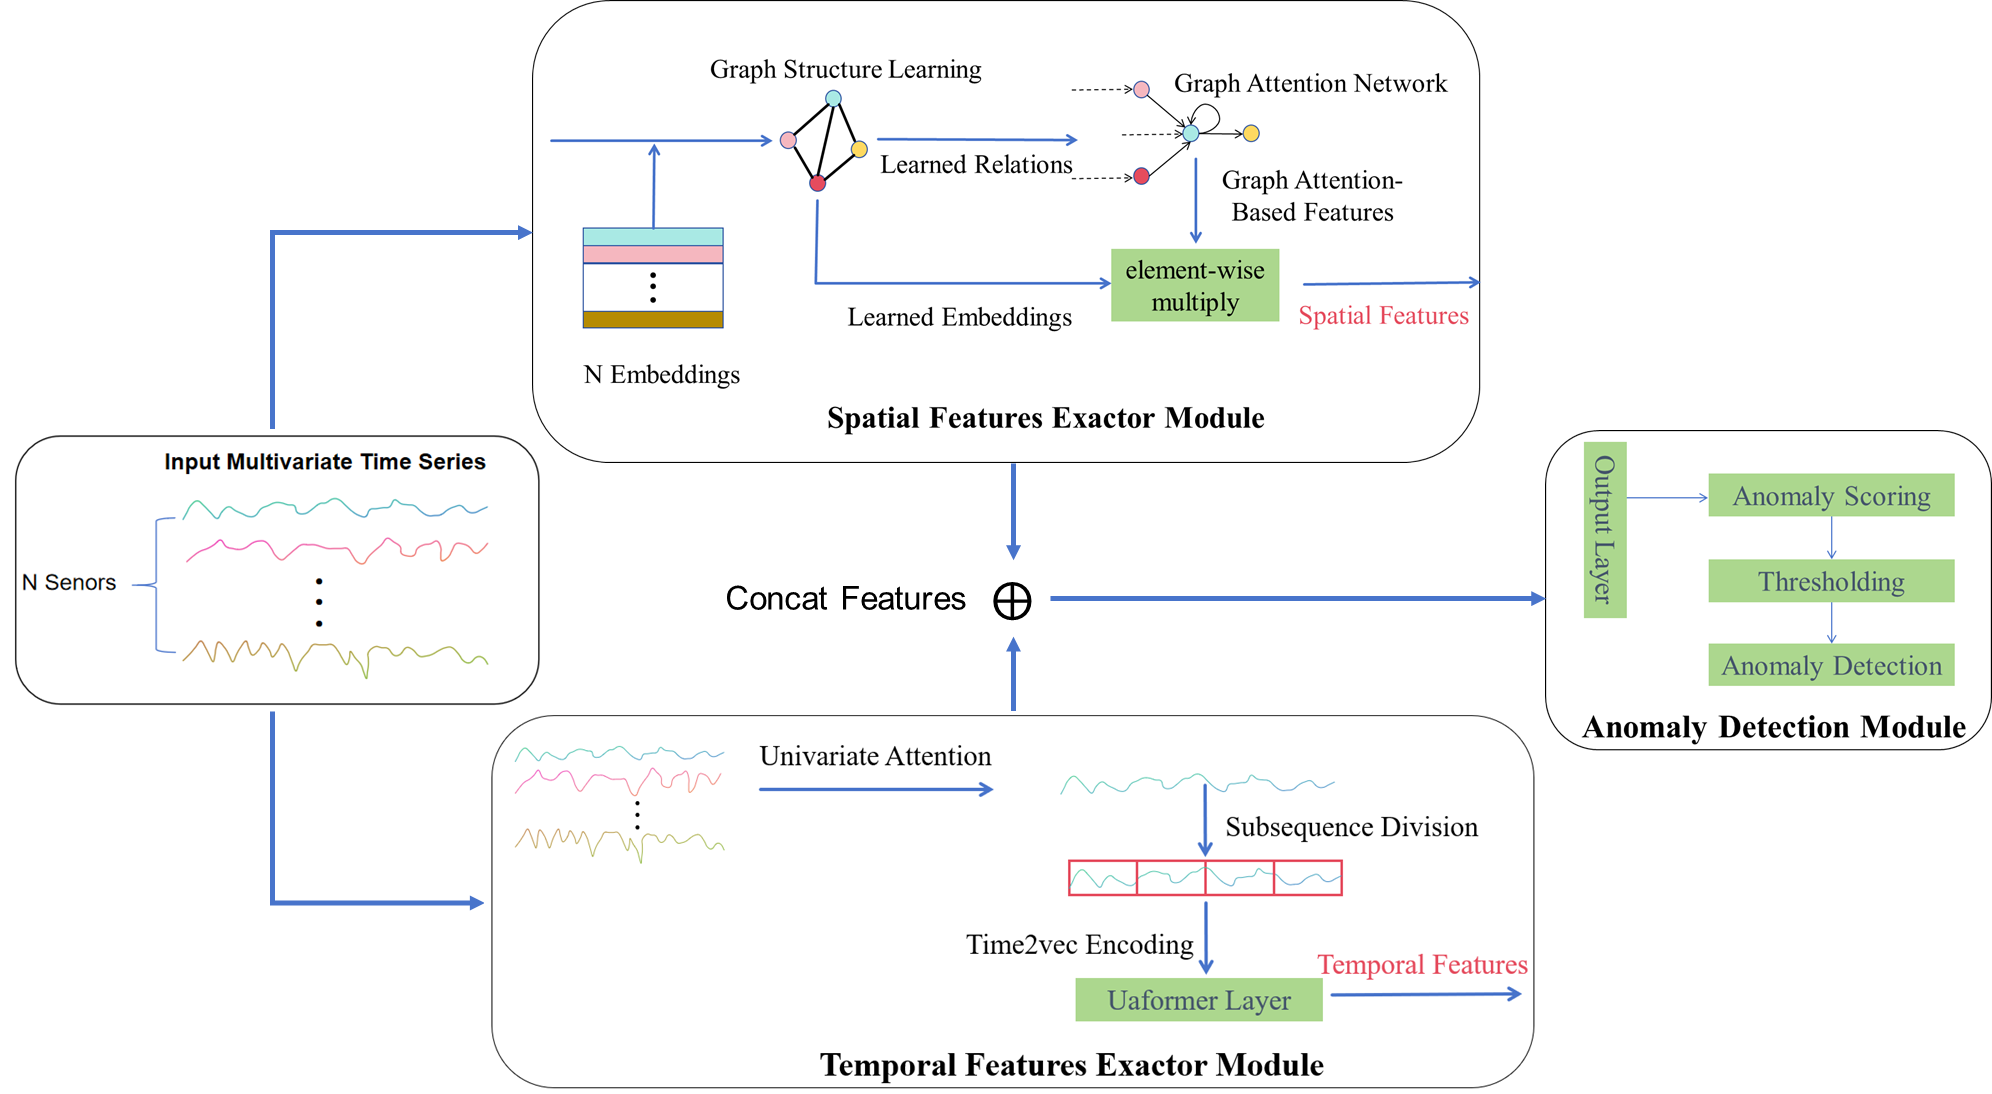 Graph Structure Learning
Graph Attention Network
Learned Relations
Graph Attention-
Based Features
element-wise
multiply
Learned Embeddings
Spatial Features
N Embeddings
Spatial Features Exactor Module
Input Multivariate Time Series
N Senors
Concat Features
Output Layer
Anomaly Scoring
Thresholding
Anomaly Detection
Anomaly Detection Module
Univariate Attention
Subsequence Division
Time2vec Encoding
Temporal Features
Uaformer Layer
Temporal Features Exactor Module